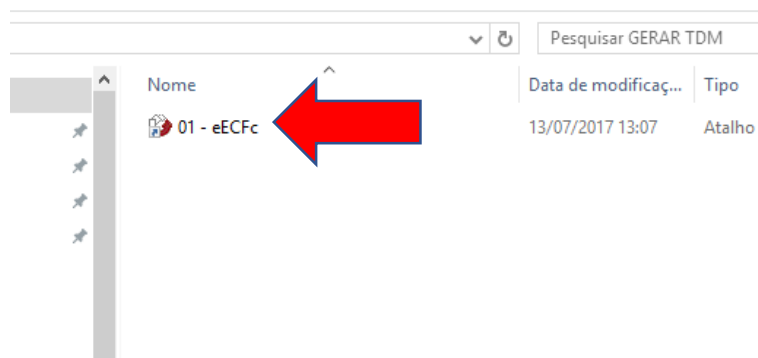 Pesquisar GERAR TDM
Nome Data de modificaç... Tipo
01 - eECFc 13/07/2017 13:07 Atalho